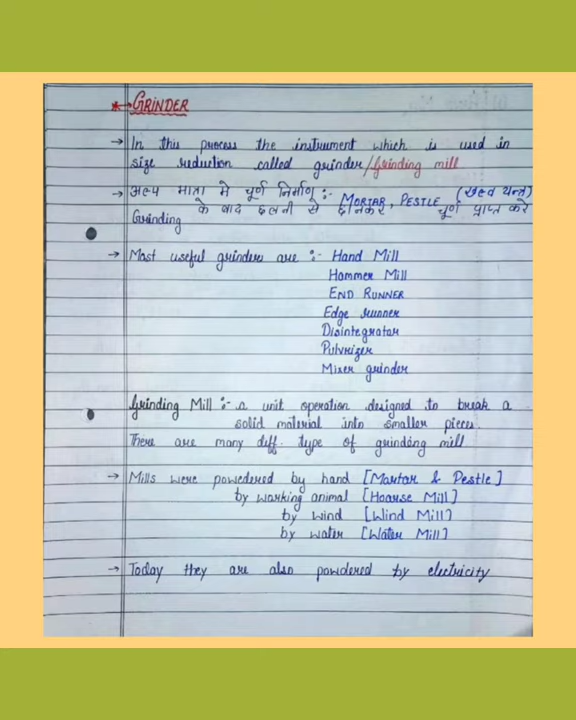 * → GRINDER
→ In this process the instrument which is used in
size reduction called grinder/Grinding mill
→ अल्प मात्रा मे चूर्ण निर्माण :- MORTAR, PESTLE (खल्व यन्त्र)
Grinding के बाद छलनी से छानकर चूर्ण प्राप्त करे
→ Most useful grinders are :- Hand Mill
Hammer Mill
END RUNNER
Edge runner
Disintegrator
Pulvrizer
Mixer grinder
Grinding Mill :- a unit operation designed to break a
solid material into smaller pieces.
There are many diff. type of grinding mill
→ Mills were powdered by hand [Mortar & Pestle]
by working animal [Hoarse Mill]
by wind [Wind Mill]
by water [Water Mill]
→ Today they are also powdered by electricity